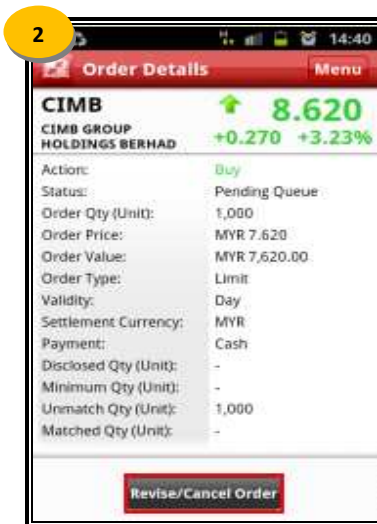 2
14:40
Order Details
Menu
CIMB
8.620
CIMB GROUP
HOLDINGS BERHAD
+0.270 +3.23%
Action: Buy
Status: Pending Queue
Order Qty (Unit): 1,000
Order Price: MYR 7.620
Order Value: MYR 7,620.00
Order Type: Limit
Validity: Day
Settlement Currency: MYR
Payment: Cash
Disclosed Qty (Unit): -
Minimum Qty (Unit): -
Unmatch Qty (Unit): 1,000
Matched Qty (Unit): -
Revise/Cancel Order